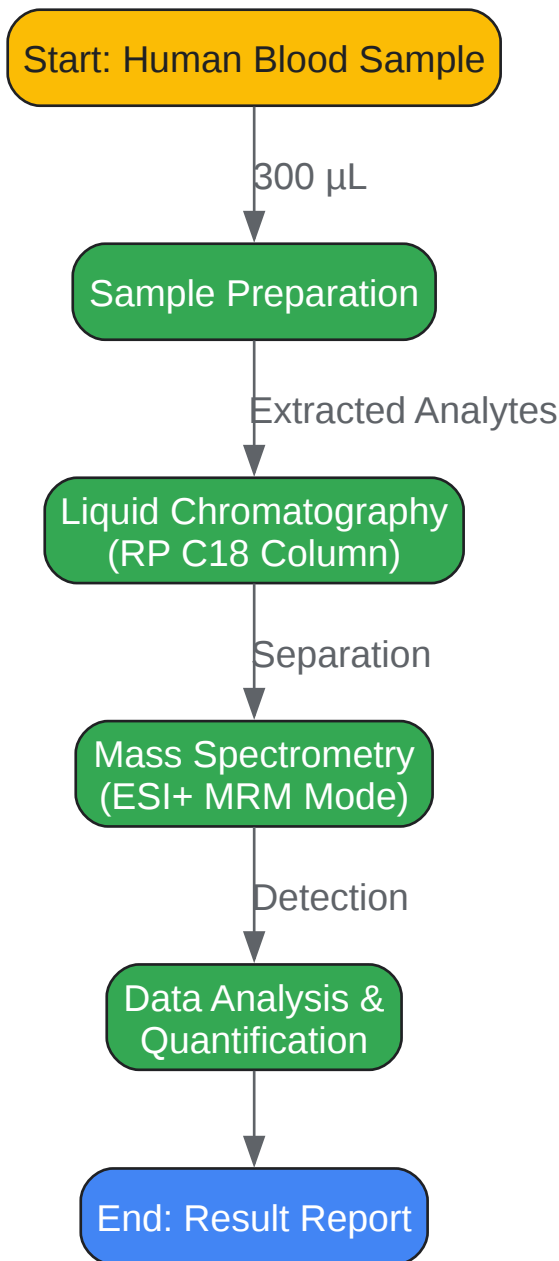 Start: Human Blood Sample
300 µL
Sample Preparation
Extracted Analytes
Liquid Chromatography
(RP C18 Column)
Separation
Mass Spectrometry
(ESI+ MRM Mode)
Detection
Data Analysis &
Quantification
End: Result Report